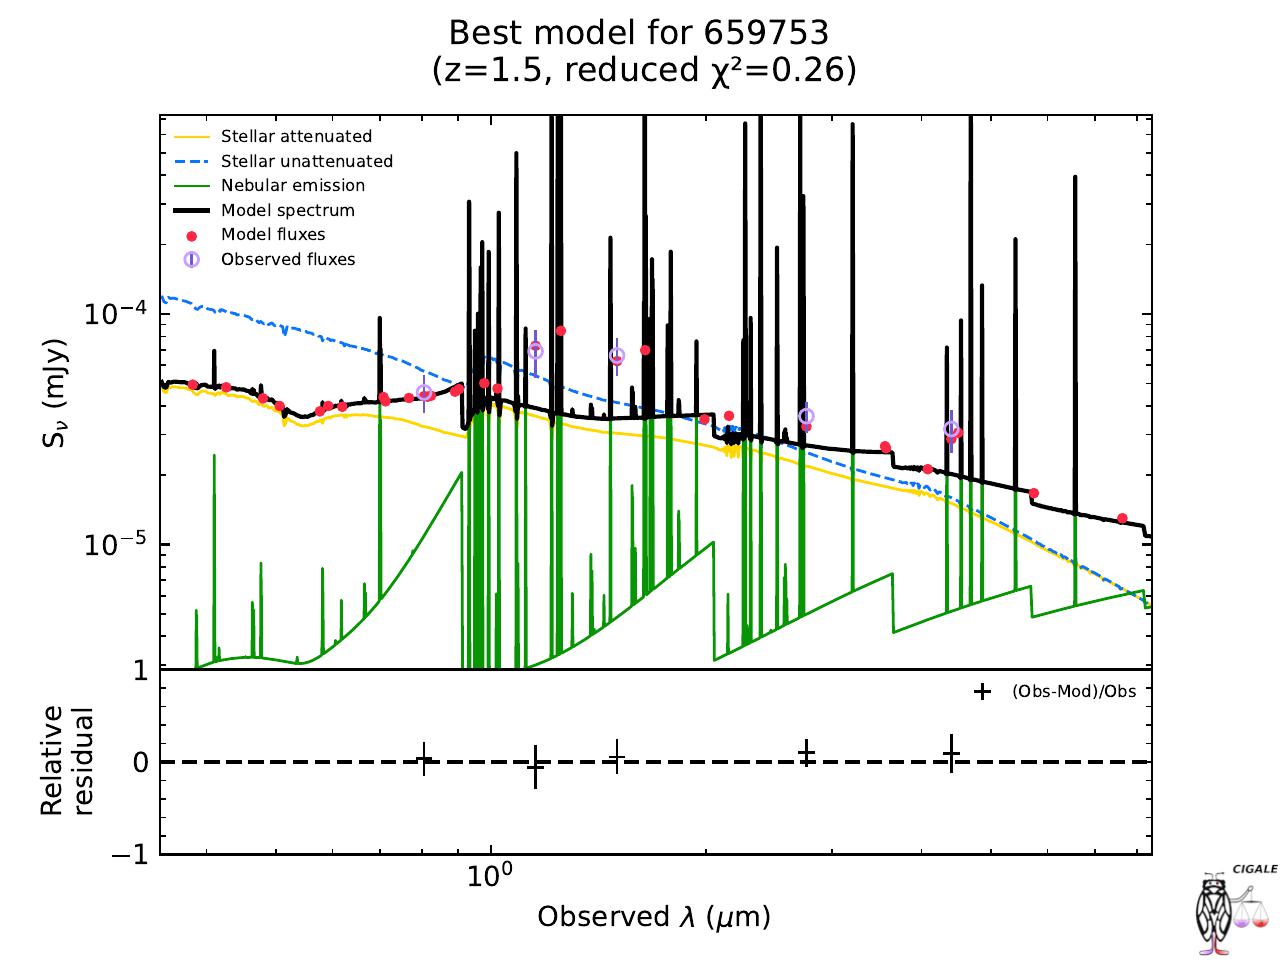 Best model for 659753
(z=1.5, reduced χ²=0.26)
Stellar attenuated
Stellar unattenuated
Nebular emission
Model spectrum
Model fluxes
Observed fluxes
10⁻⁴
10⁻⁵
S𝜈 (mJy)
1
0
−1
Relative
residual
(Obs-Mod)/Obs
10⁰
Observed λ (μm)
CIGALE